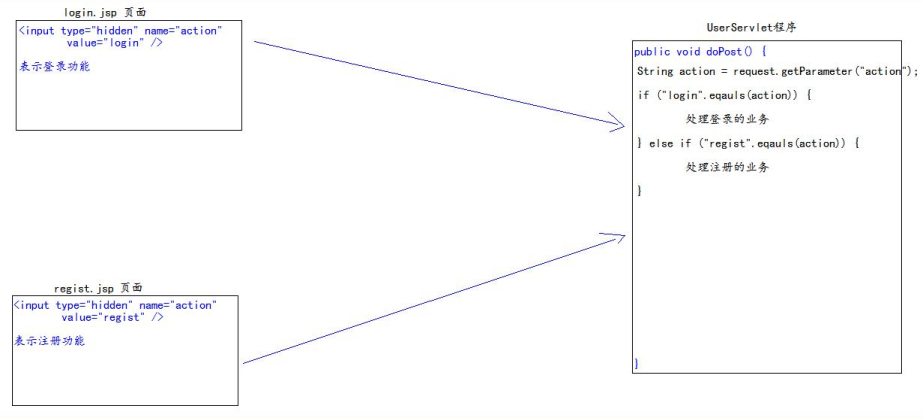 login.jsp 页面
<input type="hidden" name="action"
value="login" />
表示登录功能
UserServlet程序
public void doPost() {
String action = request.getParameter("action");
if ("login".eqauls(action)) {
处理登录的业务
} else if ("regist".eqauls(action)) {
处理注册的业务
}
}
regist.jsp 页面
<input type="hidden" name="action"
value="regist" />
表示注册功能